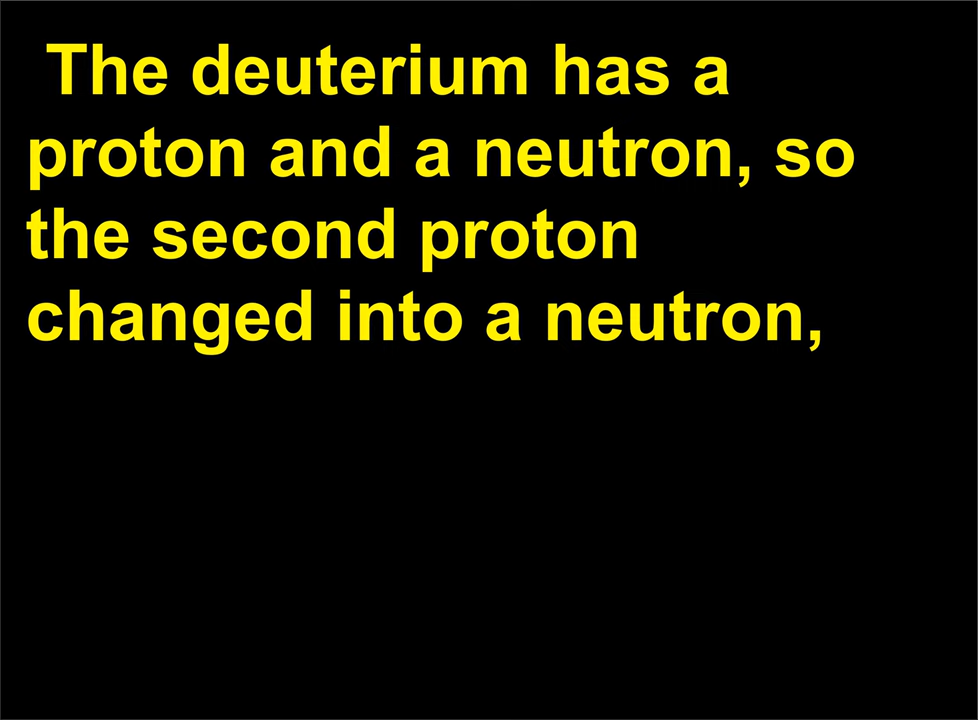 The deuterium has a
proton and a neutron, so
the second proton
changed into a neutron,